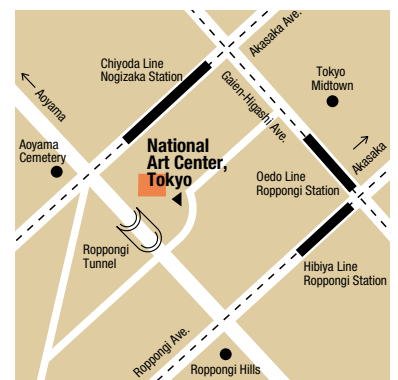 Akasaka Ave.
Chiyoda Line
Nogizaka Station
Gaien-Higashi Ave.
Tokyo
Midtown
Aoyama
Akasaka
National
Art Center,
Tokyo
Aoyama
Cemetery
Oedo Line
Roppongi Station
Roppongi
Tunnel
Hibiya Line
Roppongi Station
Roppongi Ave.
Roppongi Hills